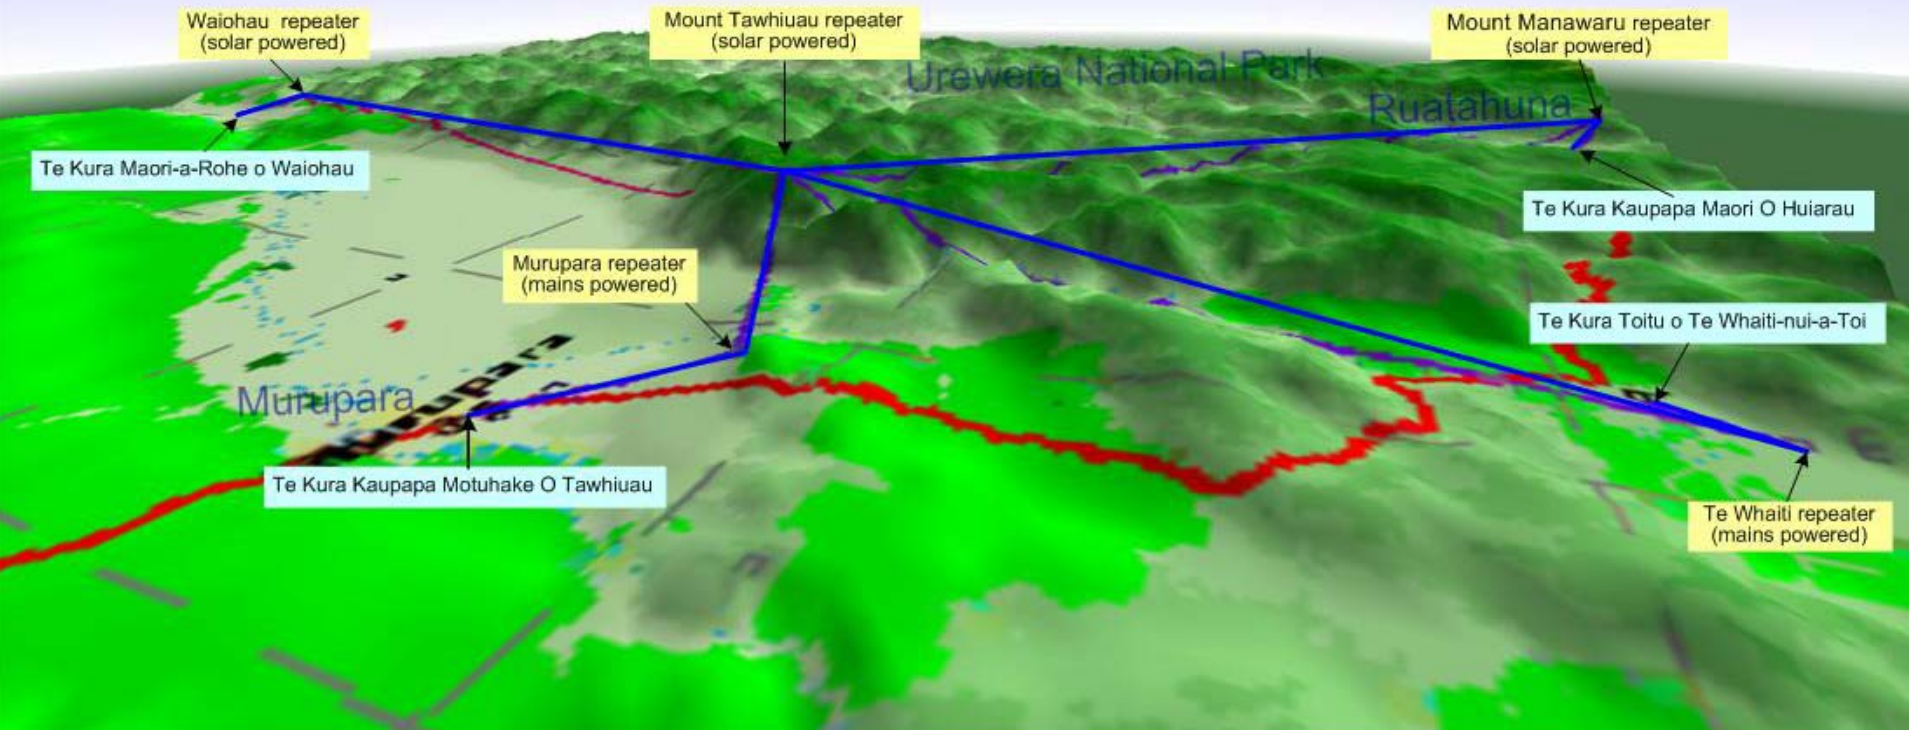 Waiohau repeater
(solar powered)
Mount Tawhiuau repeater
(solar powered)
Mount Manawaru repeater
(solar powered)
Urewera National Park
Ruatahuna
Te Kura Maori-a-Rohe o Waiohau
Te Kura Kaupapa Maori O Huiarau
Murupara repeater
(mains powered)
Te Kura Toitu o Te Whaiti-nui-a-Toi
Murupara
Murupara
Te Kura Kaupapa Motuhake O Tawhiuau
Te Whaiti repeater
(mains powered)